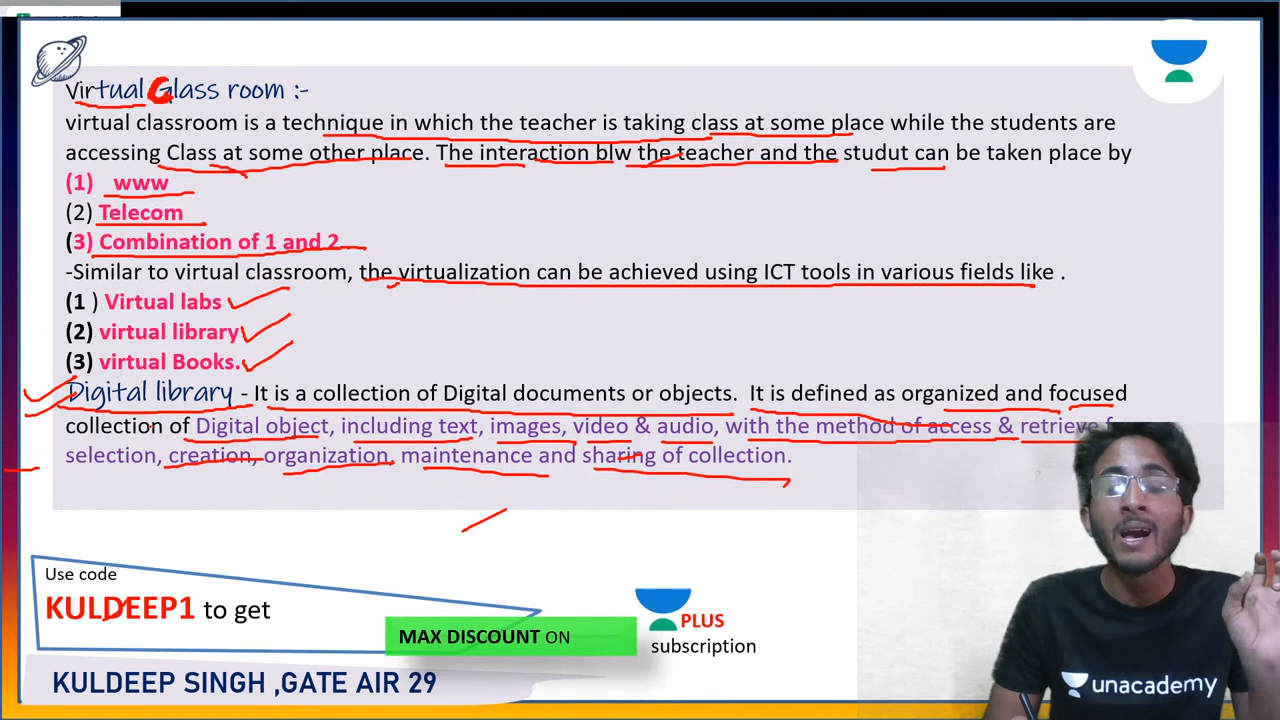 Virtual Glass room :-
virtual classroom is a technique in which the teacher is taking class at some place while the students are
accessing Class at some other place. The interaction blw the teacher and the studut can be taken place by
(1) www
(2) Telecom
(3) Combination of 1 and 2
-Similar to virtual classroom, the virtualization can be achieved using ICT tools in various fields like .
(1 ) Virtual labs
(2) virtual library
(3) virtual Books.
Digital library - It is a collection of Digital documents or objects. It is defined as organized and focused
collection of Digital object, including text, images, video & audio, with the method of access & retrieve
selection, creation, organization, maintenance and sharing of collection.
Use code
KULDEEP1 to get
MAX DISCOUNT ON
PLUS
subscription
KULDEEP SINGH ,GATE AIR 29
unacademy